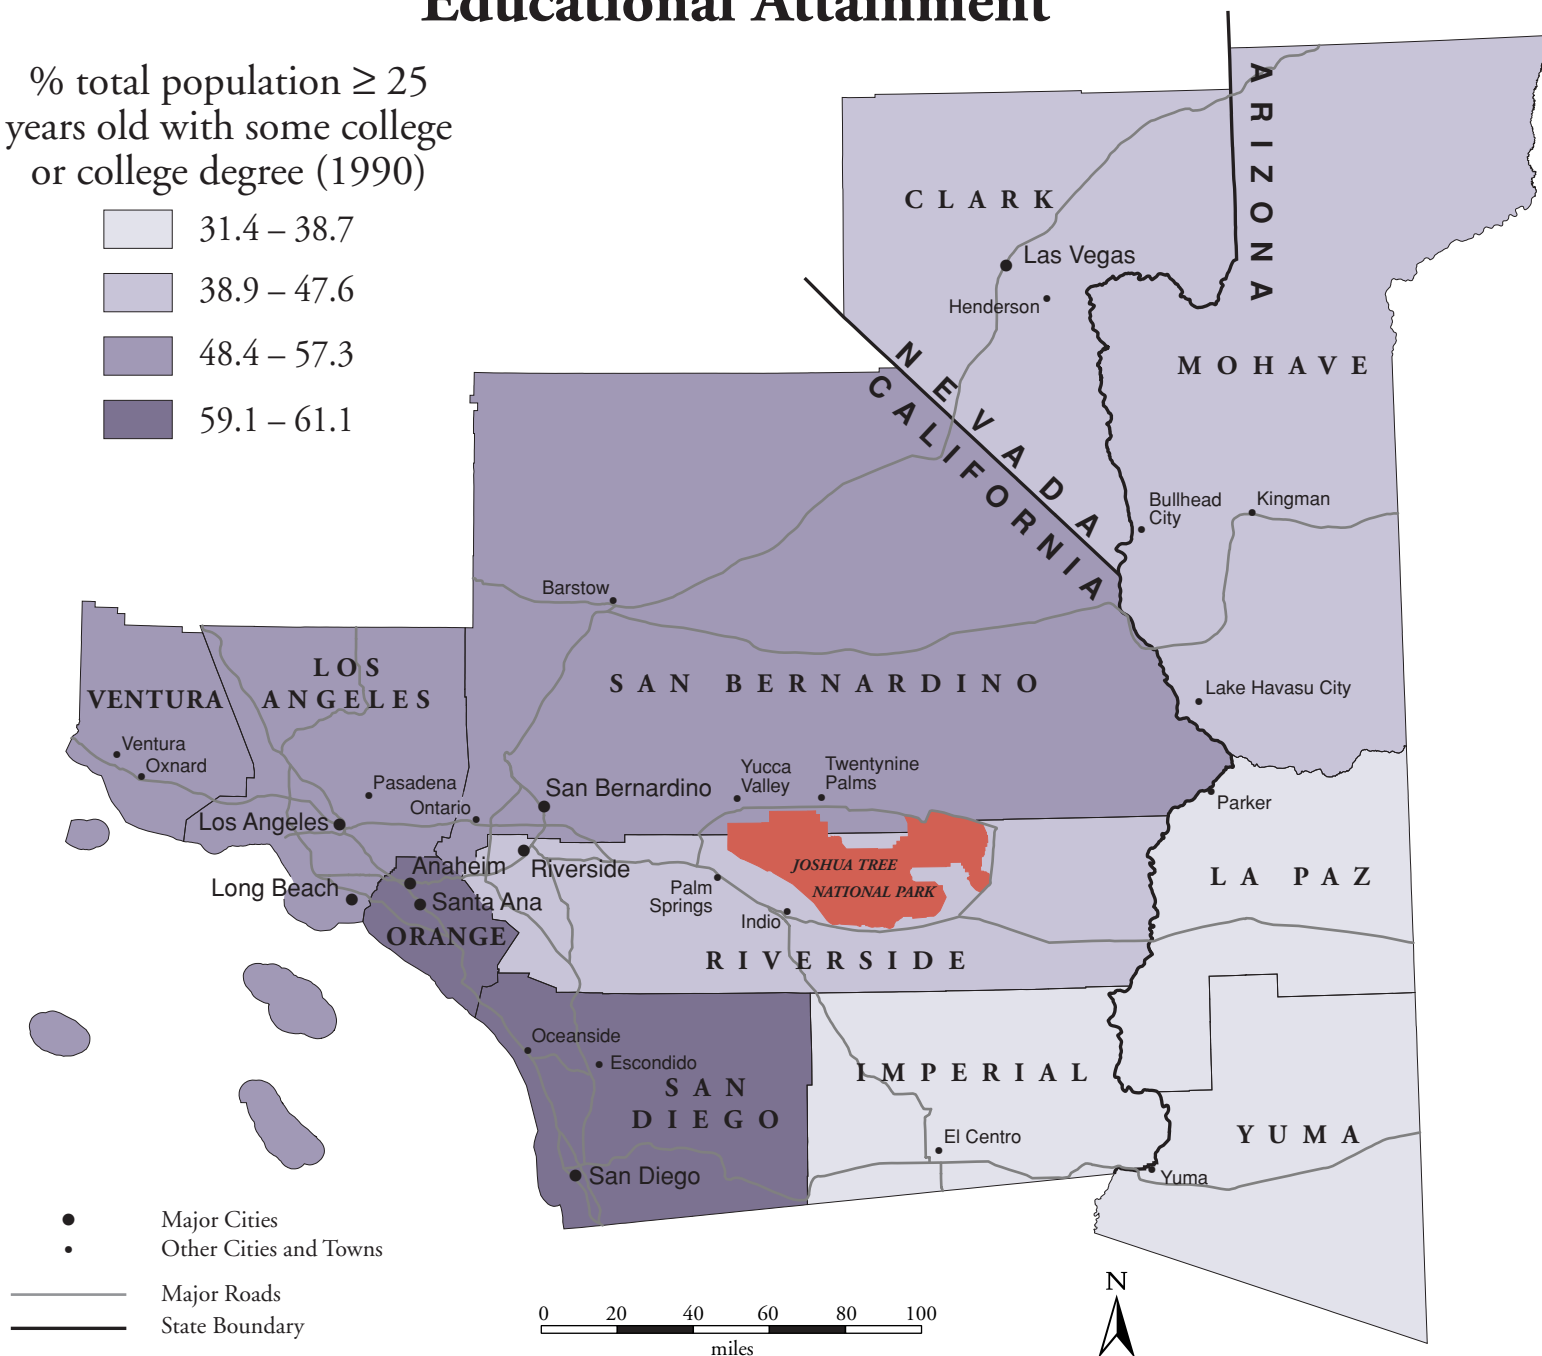 Educational Attainment
% total population ≥ 25
years old with some college
or college degree (1990)
31.4 – 38.7
38.9 – 47.6
48.4 – 57.3
59.1 – 61.1
ARIZONA
CLARK
Las Vegas
Henderson
NEVADA
CALIFORNIA
MOHAVE
Bullhead
City
Kingman
Barstow
LOS
ANGELES
VENTURA
SAN BERNARDINO
Lake Havasu City
Ventura
Oxnard
Pasadena
Ontario
San Bernardino
Yucca
Valley
Twentynine
Palms
Parker
Los Angeles
Anaheim
Riverside
JOSHUA TREE
NATIONAL PARK
LA PAZ
Long Beach
Santa Ana
Palm
Springs
Indio
ORANGE
RIVERSIDE
Oceanside
Escondido
SAN
DIEGO
IMPERIAL
El Centro
YUMA
San Diego
Yuma
Major Cities
Other Cities and Towns
Major Roads
State Boundary
0 20 40 60 80 100
miles
N